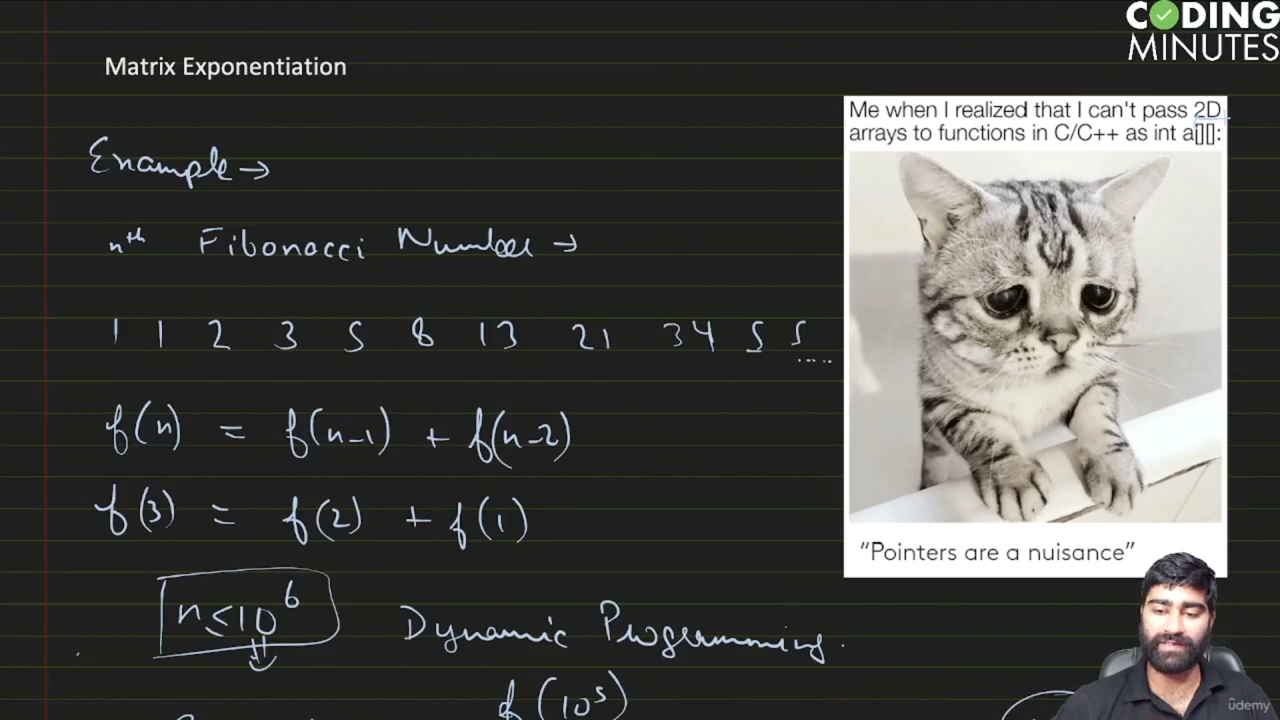 CODING
MINUTES
Matrix Exponentiation
Me when I realized that I can't pass 2D
arrays to functions in C/C++ as int a[][]:
Example →
nth Fibonacci Number →
1 1 2 3 5 8 13 21 34 55 ....
f(n) = f(n-1) + f(n-2)
f(3) = f(2) + f(1)
"Pointers are a nuisance"
n ≤ 10^6 Dynamic Programming.
f(10^5)
udemy